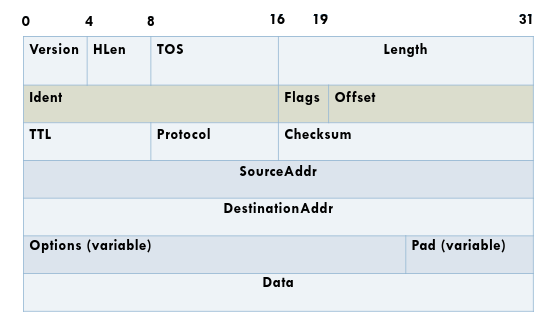 0 4 8 16 19 31
Version HLen TOS Length
Ident Flags Offset
TTL Protocol Checksum
SourceAddr
DestinationAddr
Options (variable) Pad (variable)
Data